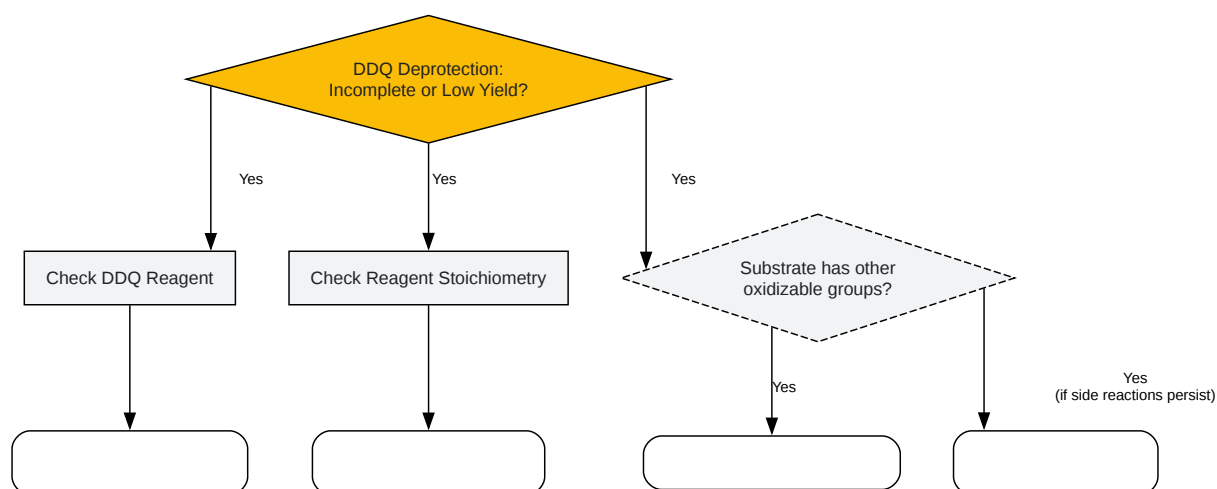 DDQ Deprotection:
Incomplete or Low Yield?
Yes
Yes
Yes
Check DDQ Reagent
Check Reagent Stoichiometry
Substrate has other
oxidizable groups?
Yes
Yes
(if side reactions persist)